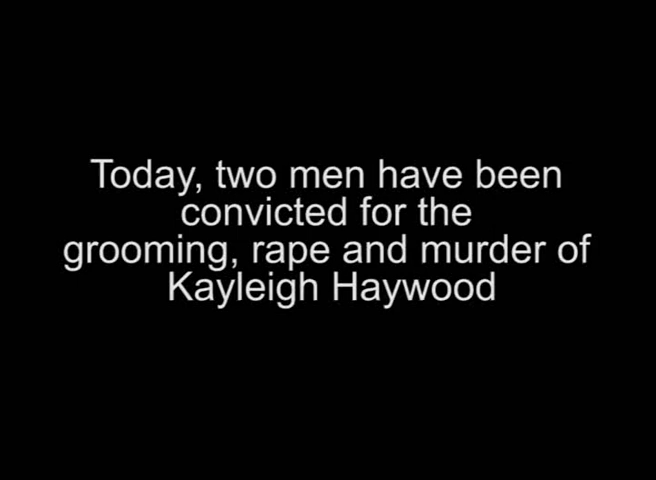 Today, two men have been
convicted for the
grooming, rape and murder of
Kayleigh Haywood